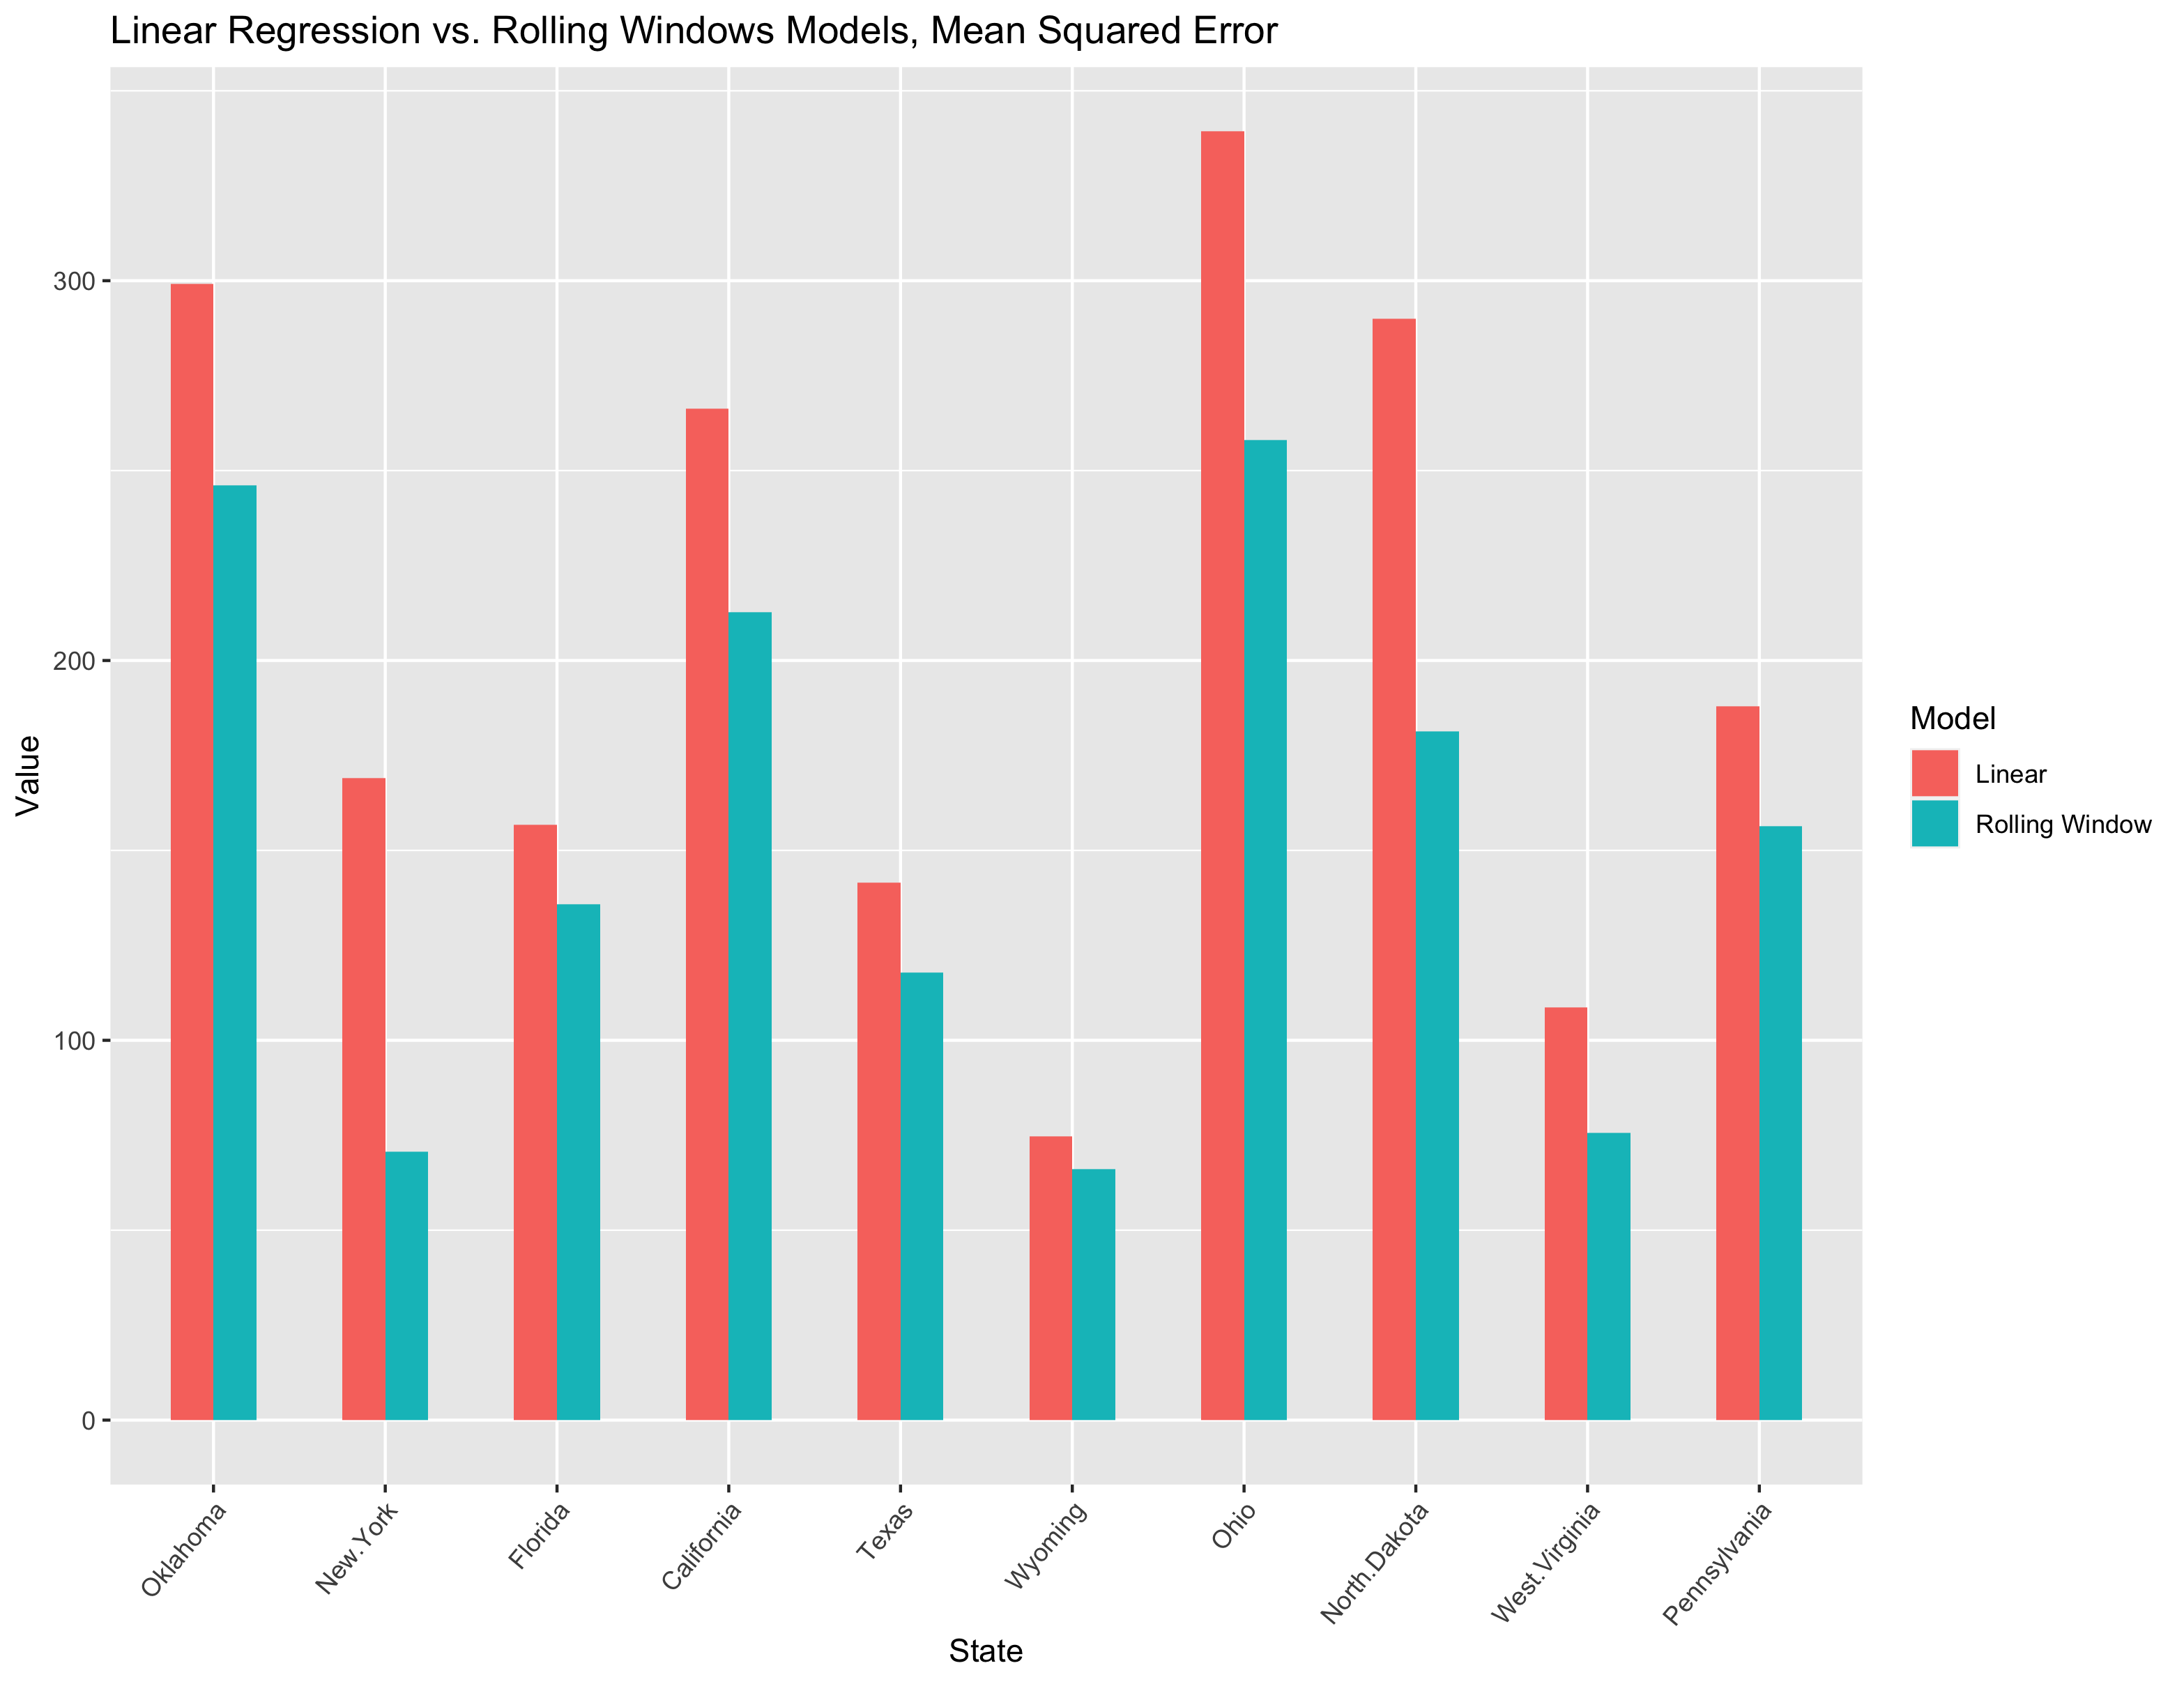 Linear Regression vs. Rolling Windows Models, Mean Squared Error
Value
300
200
100
0
Oklahoma
New.York
Florida
California
Texas
Wyoming
Ohio
North.Dakota
West.Virginia
Pennsylvania
State
Model
Linear
Rolling Window